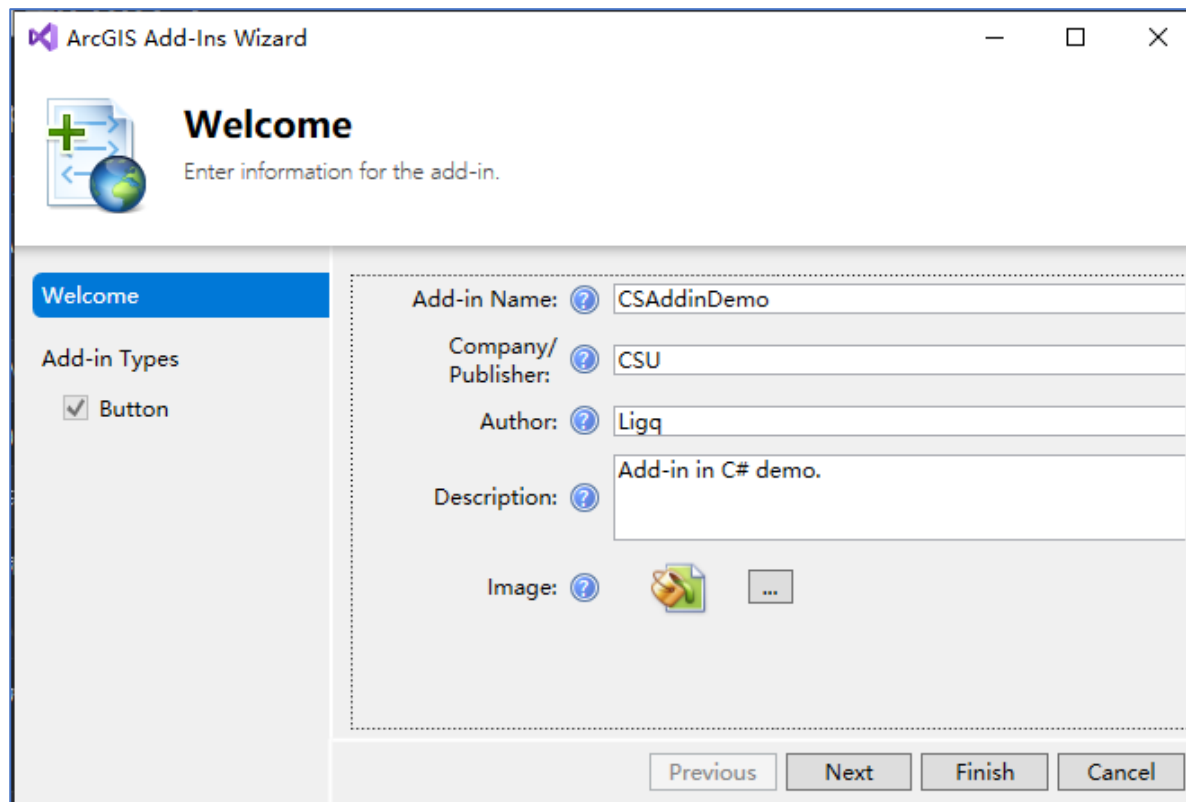 ArcGIS Add-Ins Wizard
Welcome
Enter information for the add-in.
Welcome
Add-in Types
Button
Add-in Name: ? CSAddinDemo
Company/
Publisher: ? CSU
Author: ? Ligq
Description: ? Add-in in C# demo.
Image: ? ...
Previous Next Finish Cancel